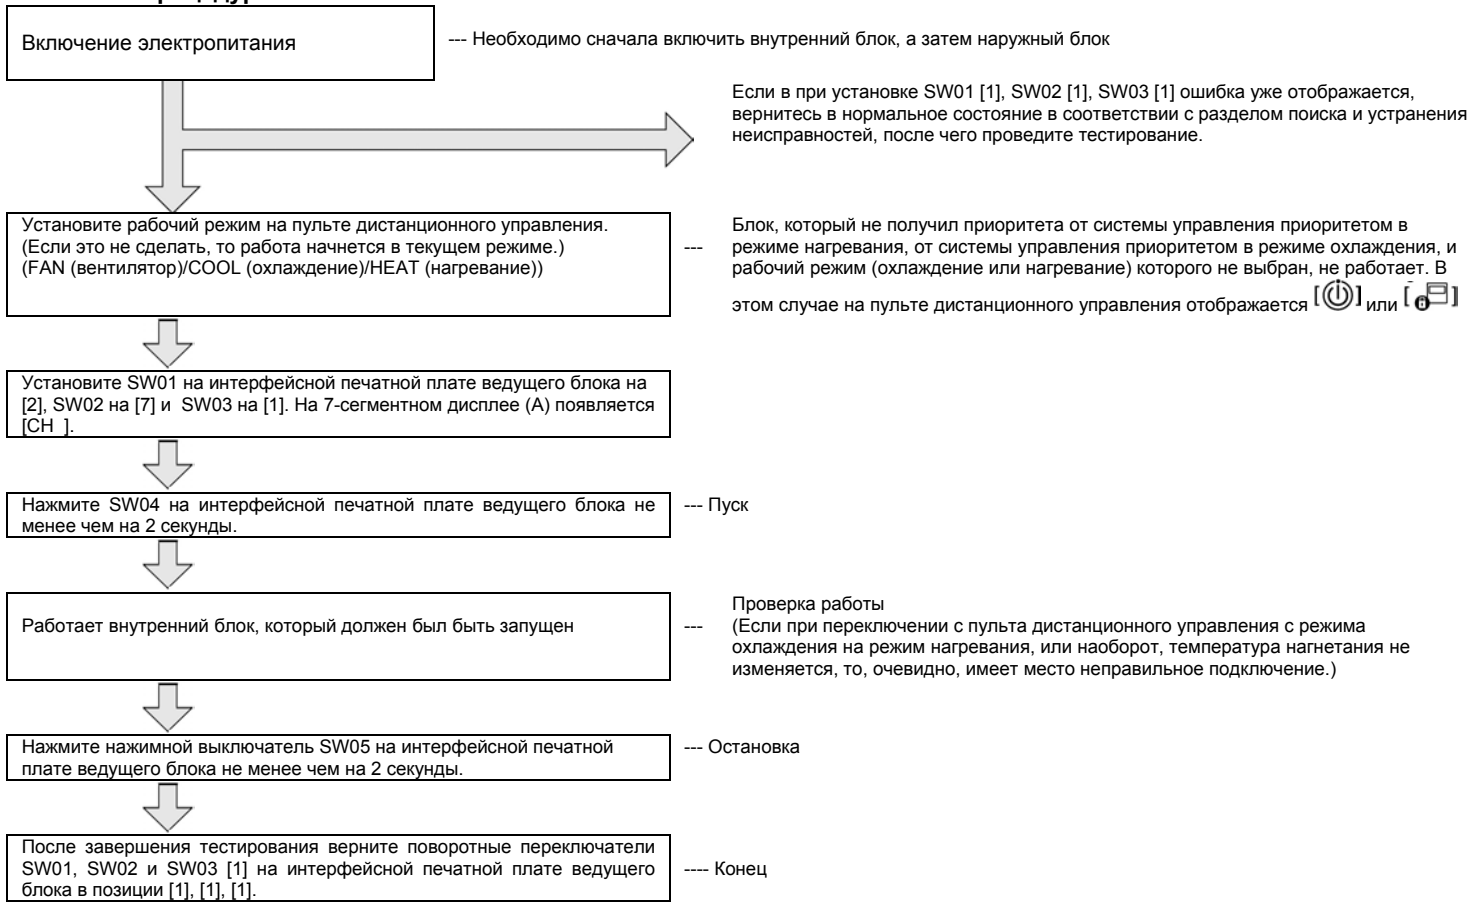 Включение электропитания
--- Необходимо сначала включить внутренний блок, а затем наружный блок
Если в при установке SW01 [1], SW02 [1], SW03 [1] ошибка уже отображается,
вернитесь в нормальное состояние в соответствии с разделом поиска и устранения
неисправностей, после чего проведите тестирование.
Установите рабочий режим на пульте дистанционного управления.
(Если это не сделать, то работа начнется в текущем режиме.)
(FAN (вентилятор)/COOL (охлаждение)/HEAT (нагревание))
---
Блок, который не получил приоритета от системы управления приоритетом в
режиме нагревания, от системы управления приоритетом в режиме охлаждения, и
рабочий режим (охлаждение или нагревание) которого не выбран, не работает. В
этом случае на пульте дистанционного управления отображается [ ] или [ ]
Установите SW01 на интерфейсной печатной плате ведущего блока на
[2], SW02 на [7] и SW03 на [1]. На 7-сегментном дисплее (A) появляется
[CH ].
Нажмите SW04 на интерфейсной печатной плате ведущего блока не
менее чем на 2 секунды.
--- Пуск
Работает внутренний блок, который должен был быть запущен
---
Проверка работы
(Если при переключении с пульта дистанционного управления с режима
охлаждения на режим нагревания, или наоборот, температура нагнетания не
изменяется, то, очевидно, имеет место неправильное подключение.)
Нажмите нажимной выключатель SW05 на интерфейсной печатной
плате ведущего блока не менее чем на 2 секунды.
--- Остановка
После завершения тестирования верните поворотные переключатели
SW01, SW02 и SW03 [1] на интерфейсной печатной плате ведущего
блока в позиции [1], [1], [1].
---- Конец